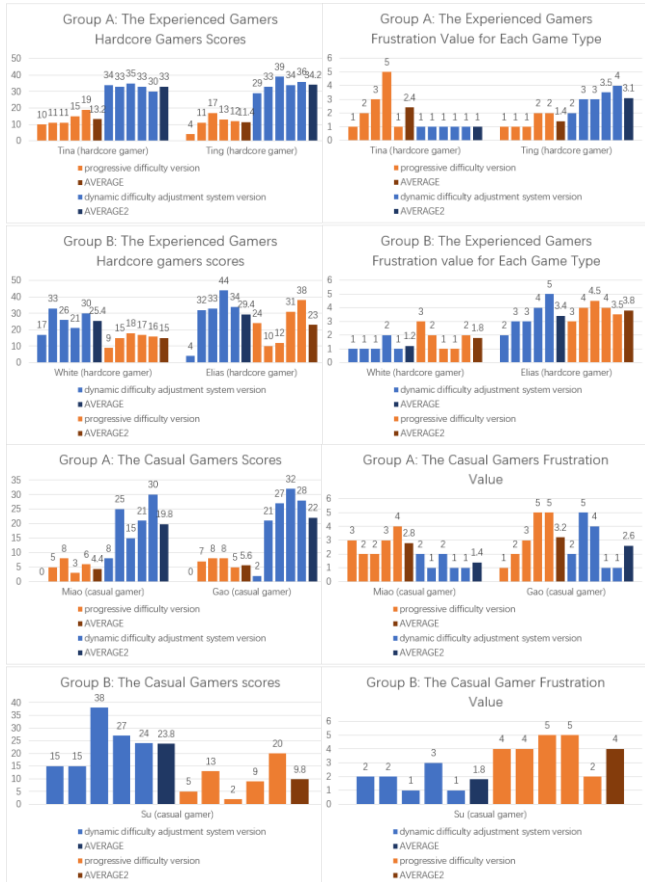 Group A: The Experienced Gamers
Hardcore Gamers Scores
50
40
30
20
10
0
10 11 11 15 19 13.2 34 33 35 33 30 33
4 11 17 13 12 11.4 29 33 39 34 36 34.2
Tina (hardcore gamer)
Ting (hardcore gamer)
progressive difficulty version
AVERAGE
dynamic difficulty adjustment system version
AVERAGE2
Group A: The Experienced Gamers
Frustration Value for Each Game Type
6
5
4
3
2
1
0
1 2 3 5 1 2.4 1 1 1 1 1 1
1 1 1 2 2 1.4 2 3 3 3.5 4 3.1
Tina (hardcore gamer)
Ting (hardcore gamer)
progressive difficulty version
AVERAGE
dynamic difficulty adjustment system version
AVERAGE2
Group B: The Experienced Gamers
Hardcore gamers scores
50
40
30
20
10
0
17 33 26 21 30 25.4 9 15 18 17 16 15
4 32 33 44 34 29.4 24 10 12 31 38 23
White (hardcore gamer)
Elias (hardcore gamer)
dynamic difficulty adjustment system version
AVERAGE
progressive difficulty version
AVERAGE2
Group B: The Experienced Gamers
Frustration value for Each Game Type
6
5
4
3
2
1
0
1 1 1 2 1 1.2 3 2 1 1 2 1.8
2 3 3 4 5 3.4 3 4 4.5 4 3.5 3.8
White (hardcore gamer)
Elias (hardcore gamer)
dynamic difficulty adjustment system version
AVERAGE
progressive difficulty version
AVERAGE2
Group A: The Casual Gamers Scores
35
30
25
20
15
10
5
0
0 5 8 3 6 4.4 8 25 15 21 30 19.8
0 7 8 8 5 5.6 2 21 27 32 28 22
Miao (casual gamer)
Gao (casual gamer)
progressive difficulty version
AVERAGE
dynamic difficulty adjustment system version
AVERAGE2
Group A: The Casual Gamers Frustration
Value
6
5
4
3
2
1
0
3 2 2 3 4 2.8 2 1 2 1 1 1.4
1 2 3 5 5 3.2 2 5 4 1 1 2.6
Miao (casual gamer)
Gao (casual gamer)
progressive difficulty version
AVERAGE
dynamic difficulty adjustment system version
AVERAGE2
Group B: The Casual Gamers scores
40
35
30
25
20
15
10
5
0
15 15 38 27 24 23.8 5 13 2 9 20 9.8
Su (casual gamer)
dynamic difficulty adjustment system version
AVERAGE
progressive difficulty version
AVERAGE2
Group B: The Casual Gamer Frustration
Value
6
5
4
3
2
1
0
2 2 1 3 1 1.8 4 4 5 5 2 4
Su (casual gamer)
dynamic difficulty adjustment system version
AVERAGE
progressive difficulty version
AVERAGE2